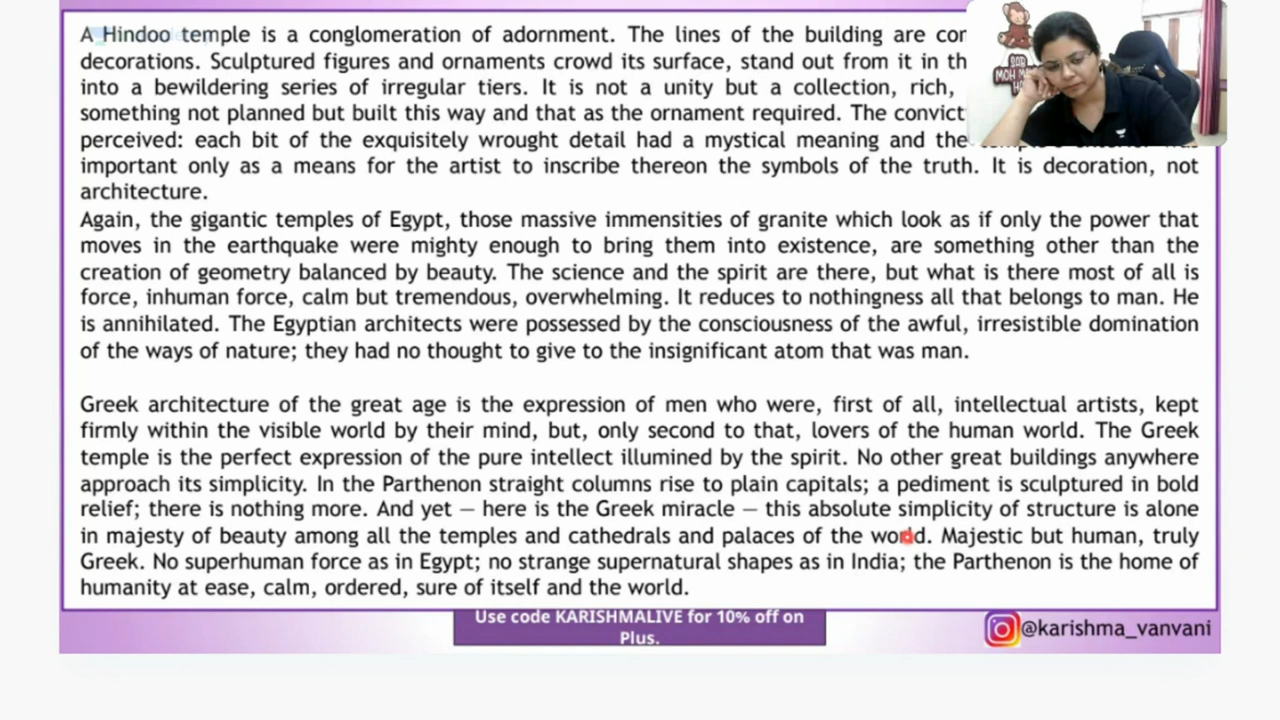 A Hindoo temple is a conglomeration of adornment. The lines of the building are
decorations. Sculptured figures and ornaments crowd its surface, stand out from it in
into a bewildering series of irregular tiers. It is not a unity but a collection, rich,
something not planned but built this way and that as the ornament required. The
perceived: each bit of the exquisitely wrought detail had a mystical meaning and the
important only as a means for the artist to inscribe thereon the symbols of the truth. It is decoration, not
architecture.
Again, the gigantic temples of Egypt, those massive immensities of granite which look as if only the power that
moves in the earthquake were mighty enough to bring them into existence, are something other than the
creation of geometry balanced by beauty. The science and the spirit are there, but what is there most of all is
force, inhuman force, calm but tremendous, overwhelming. It reduces to nothingness all that belongs to man. He
is annihilated. The Egyptian architects were possessed by the consciousness of the awful, irresistible domination
of the ways of nature; they had no thought to give to the insignificant atom that was man.
Greek architecture of the great age is the expression of men who were, first of all, intellectual artists, kept
firmly within the visible world by their mind, but, only second to that, lovers of the human world. The Greek
temple is the perfect expression of the pure intellect illumined by the spirit. No other great buildings anywhere
approach its simplicity. In the Parthenon straight columns rise to plain capitals; a pediment is sculptured in bold
relief; there is nothing more. And yet — here is the Greek miracle — this absolute simplicity of structure is alone
in majesty of beauty among all the temples and cathedrals and palaces of the world. Majestic but human, truly
Greek. No superhuman force as in Egypt; no strange supernatural shapes as in India; the Parthenon is the home of
humanity at ease, calm, ordered, sure of itself and the world.
Use code KARISHMALIVE for 10% off on
Plus.
@karishma_vanvani